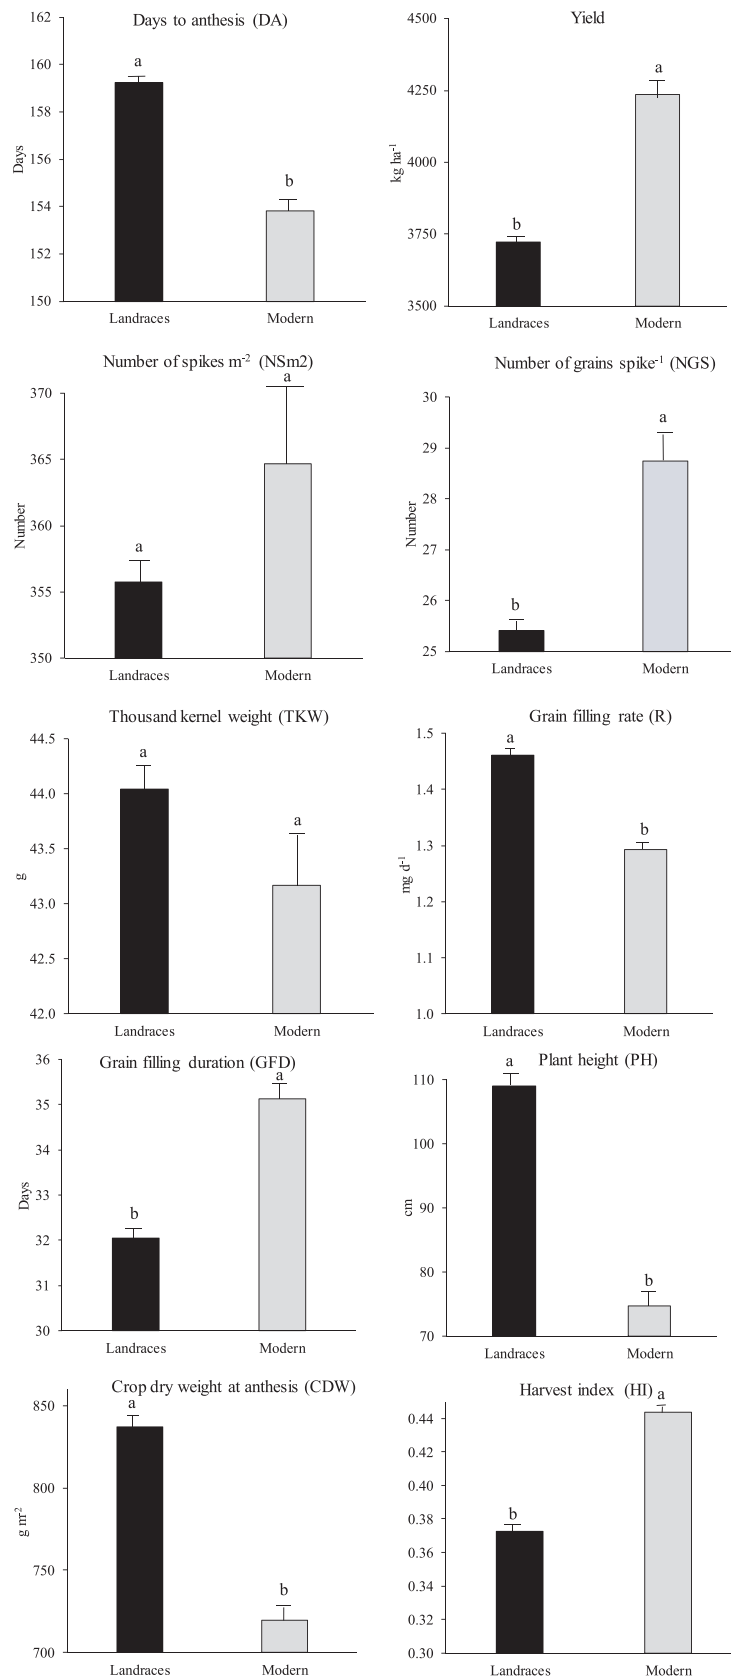 Days to anthesis (DA)
162
160
158
156
154
152
150
Days
a
b
Landraces
Modern
Yield
4500
4250
4000
3750
3500
kg ha-1
b
a
Landraces
Modern
Number of spikes m-2 (NSm2)
370
365
360
355
350
Number
a
a
Landraces
Modern
Number of grains spike-1 (NGS)
30
29
28
27
26
25
Number
b
a
Landraces
Modern
Thousand kernel weight (TKW)
44.5
44.0
43.5
43.0
42.5
42.0
g
a
a
Landraces
Modern
Grain filling rate (R)
1.5
1.4
1.3
1.2
1.1
1.0
mg d-1
a
b
Landraces
Modern
Grain filling duration (GFD)
36
35
34
33
32
31
30
Days
b
a
Landraces
Modern
Plant height (PH)
110
100
90
80
70
cm
a
b
Landraces
Modern
Crop dry weight at anthesis (CDW)
850
800
750
700
g m-2
a
b
Landraces
Modern
Harvest index (HI)
0.44
0.42
0.40
0.38
0.36
0.34
0.32
0.30
b
a
Landraces
Modern